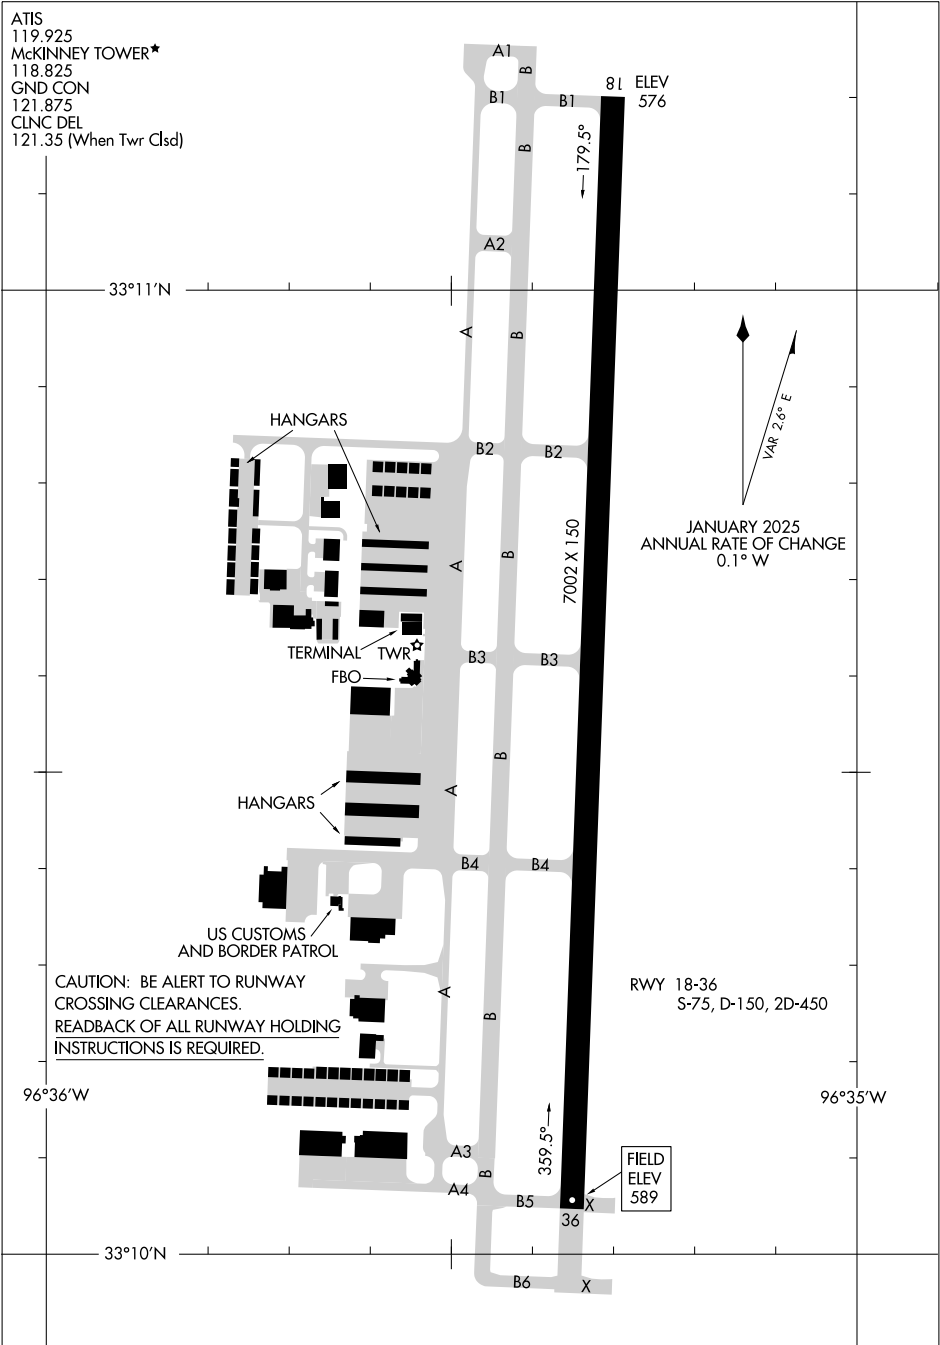 ATIS
119.925
McKINNEY TOWER★
118.825
GND CON
121.875
CLNC DEL
121.35 (When Twr Clsd)
A1
B
B1
B1
18
ELEV
576
B
179.5°
A2
33°11'N
A
B
VAR 2.6° E
HANGARS
B2
B2
JANUARY 2025
ANNUAL RATE OF CHANGE
0.1° W
7002 X 150
A
B
TERMINAL
TWR
B3
B3
FBO
B
A
HANGARS
B4
B4
US CUSTOMS
AND BORDER PATROL
CAUTION: BE ALERT TO RUNWAY
CROSSING CLEARANCES.
READBACK OF ALL RUNWAY HOLDING
INSTRUCTIONS IS REQUIRED.
A
B
RWY 18-36
S-75, D-150, 2D-450
96°36'W
96°35'W
359.5°
A3
B
A4
B5
FIELD
ELEV
589
X
36
33°10'N
B6
X